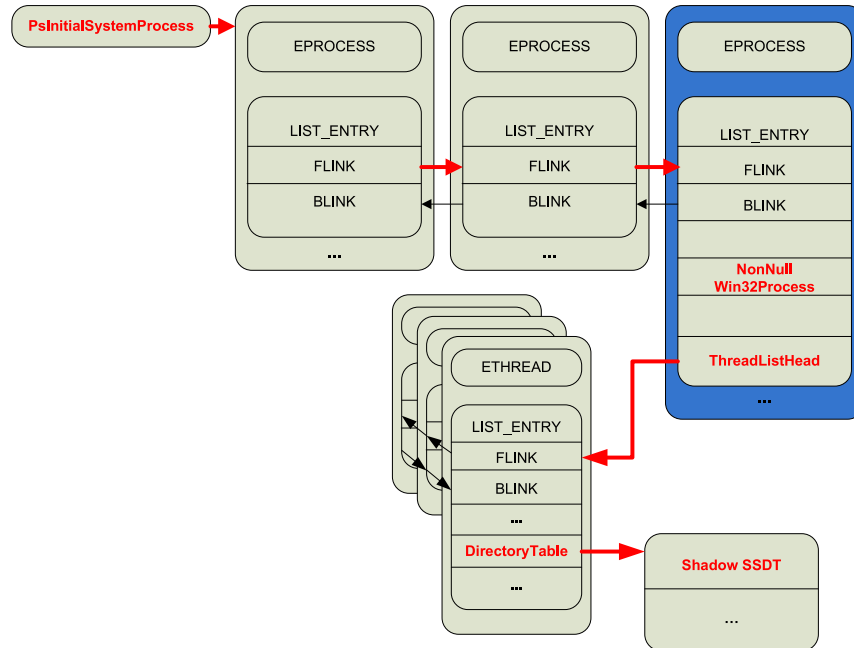 PsInitialSystemProcess
EPROCESS
LIST_ENTRY
FLINK
BLINK
...
EPROCESS
LIST_ENTRY
FLINK
BLINK
...
EPROCESS
LIST_ENTRY
FLINK
BLINK
NonNull
Win32Process
ThreadListHead
...
ETHREAD
LIST_ENTRY
FLINK
BLINK
...
DirectoryTable
...
Shadow SSDT
...